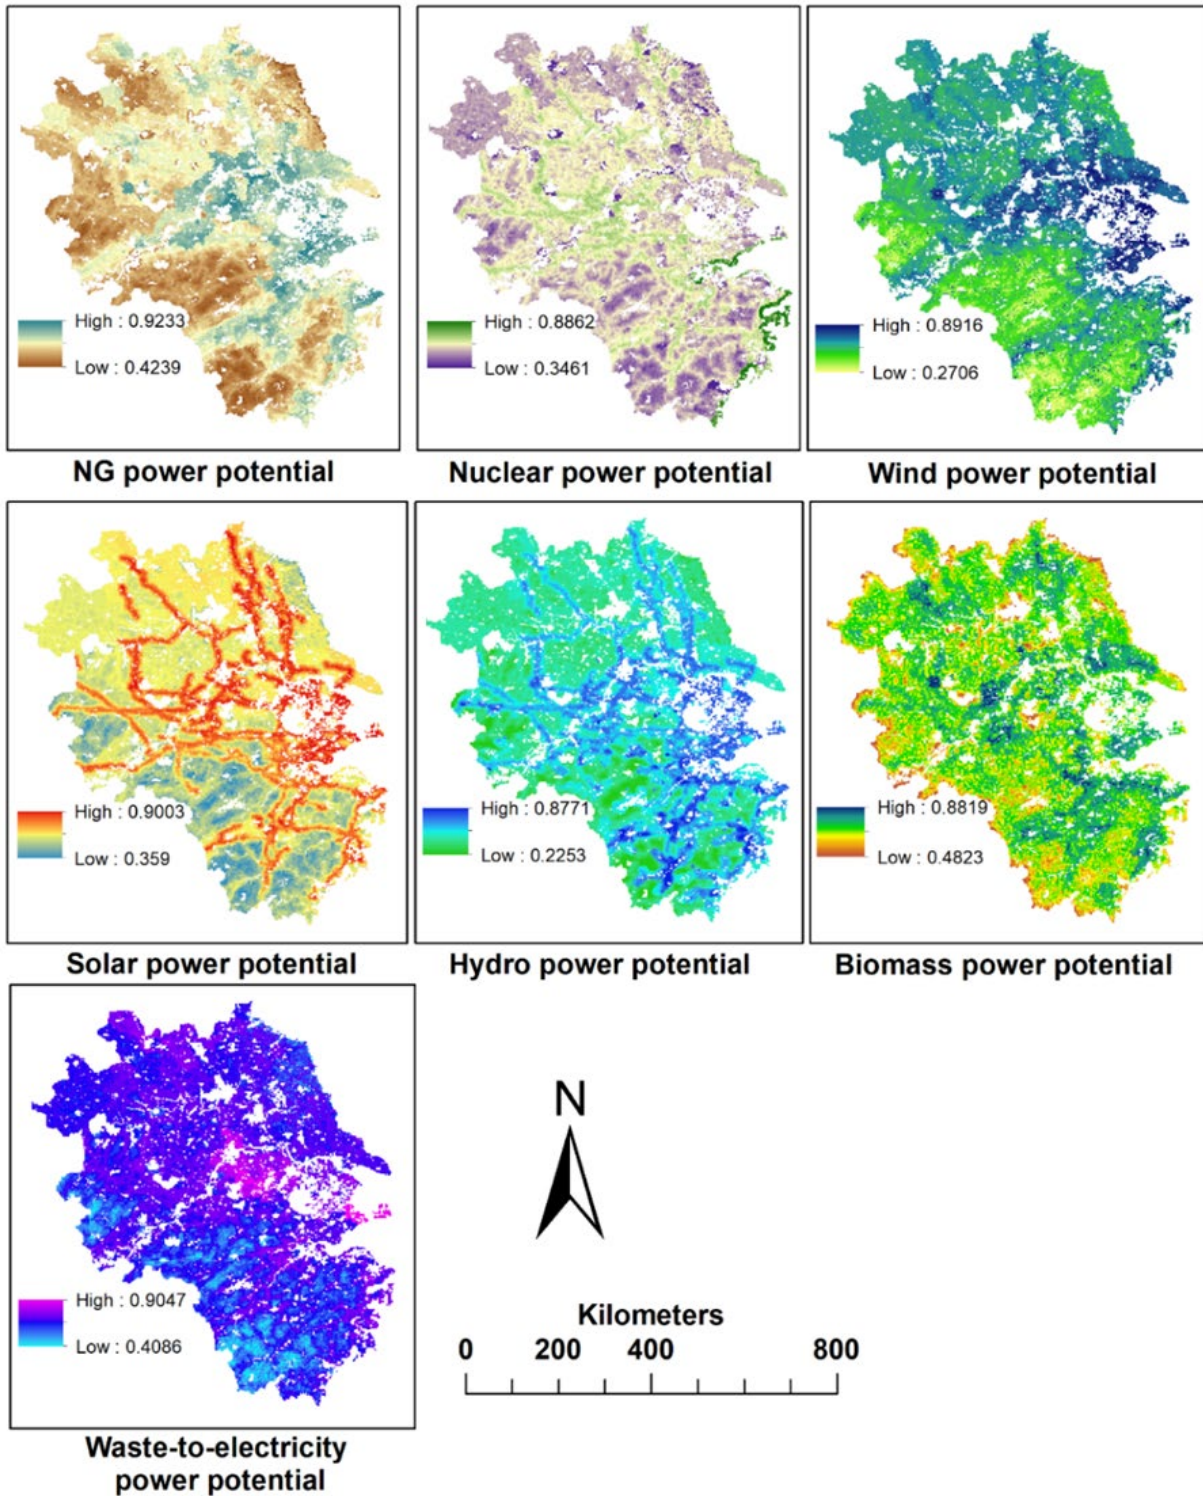 High : 0.9233
Low : 0.4239
NG power potential
High : 0.8862
Low : 0.3461
Nuclear power potential
High : 0.8916
Low : 0.2706
Wind power potential
High : 0.9003
Low : 0.359
Solar power potential
High : 0.8771
Low : 0.2253
Hydro power potential
High : 0.8819
Low : 0.4823
Biomass power potential
High : 0.9047
Low : 0.4086
Waste-to-electricity
power potential
N
Kilometers
0 200 400 800